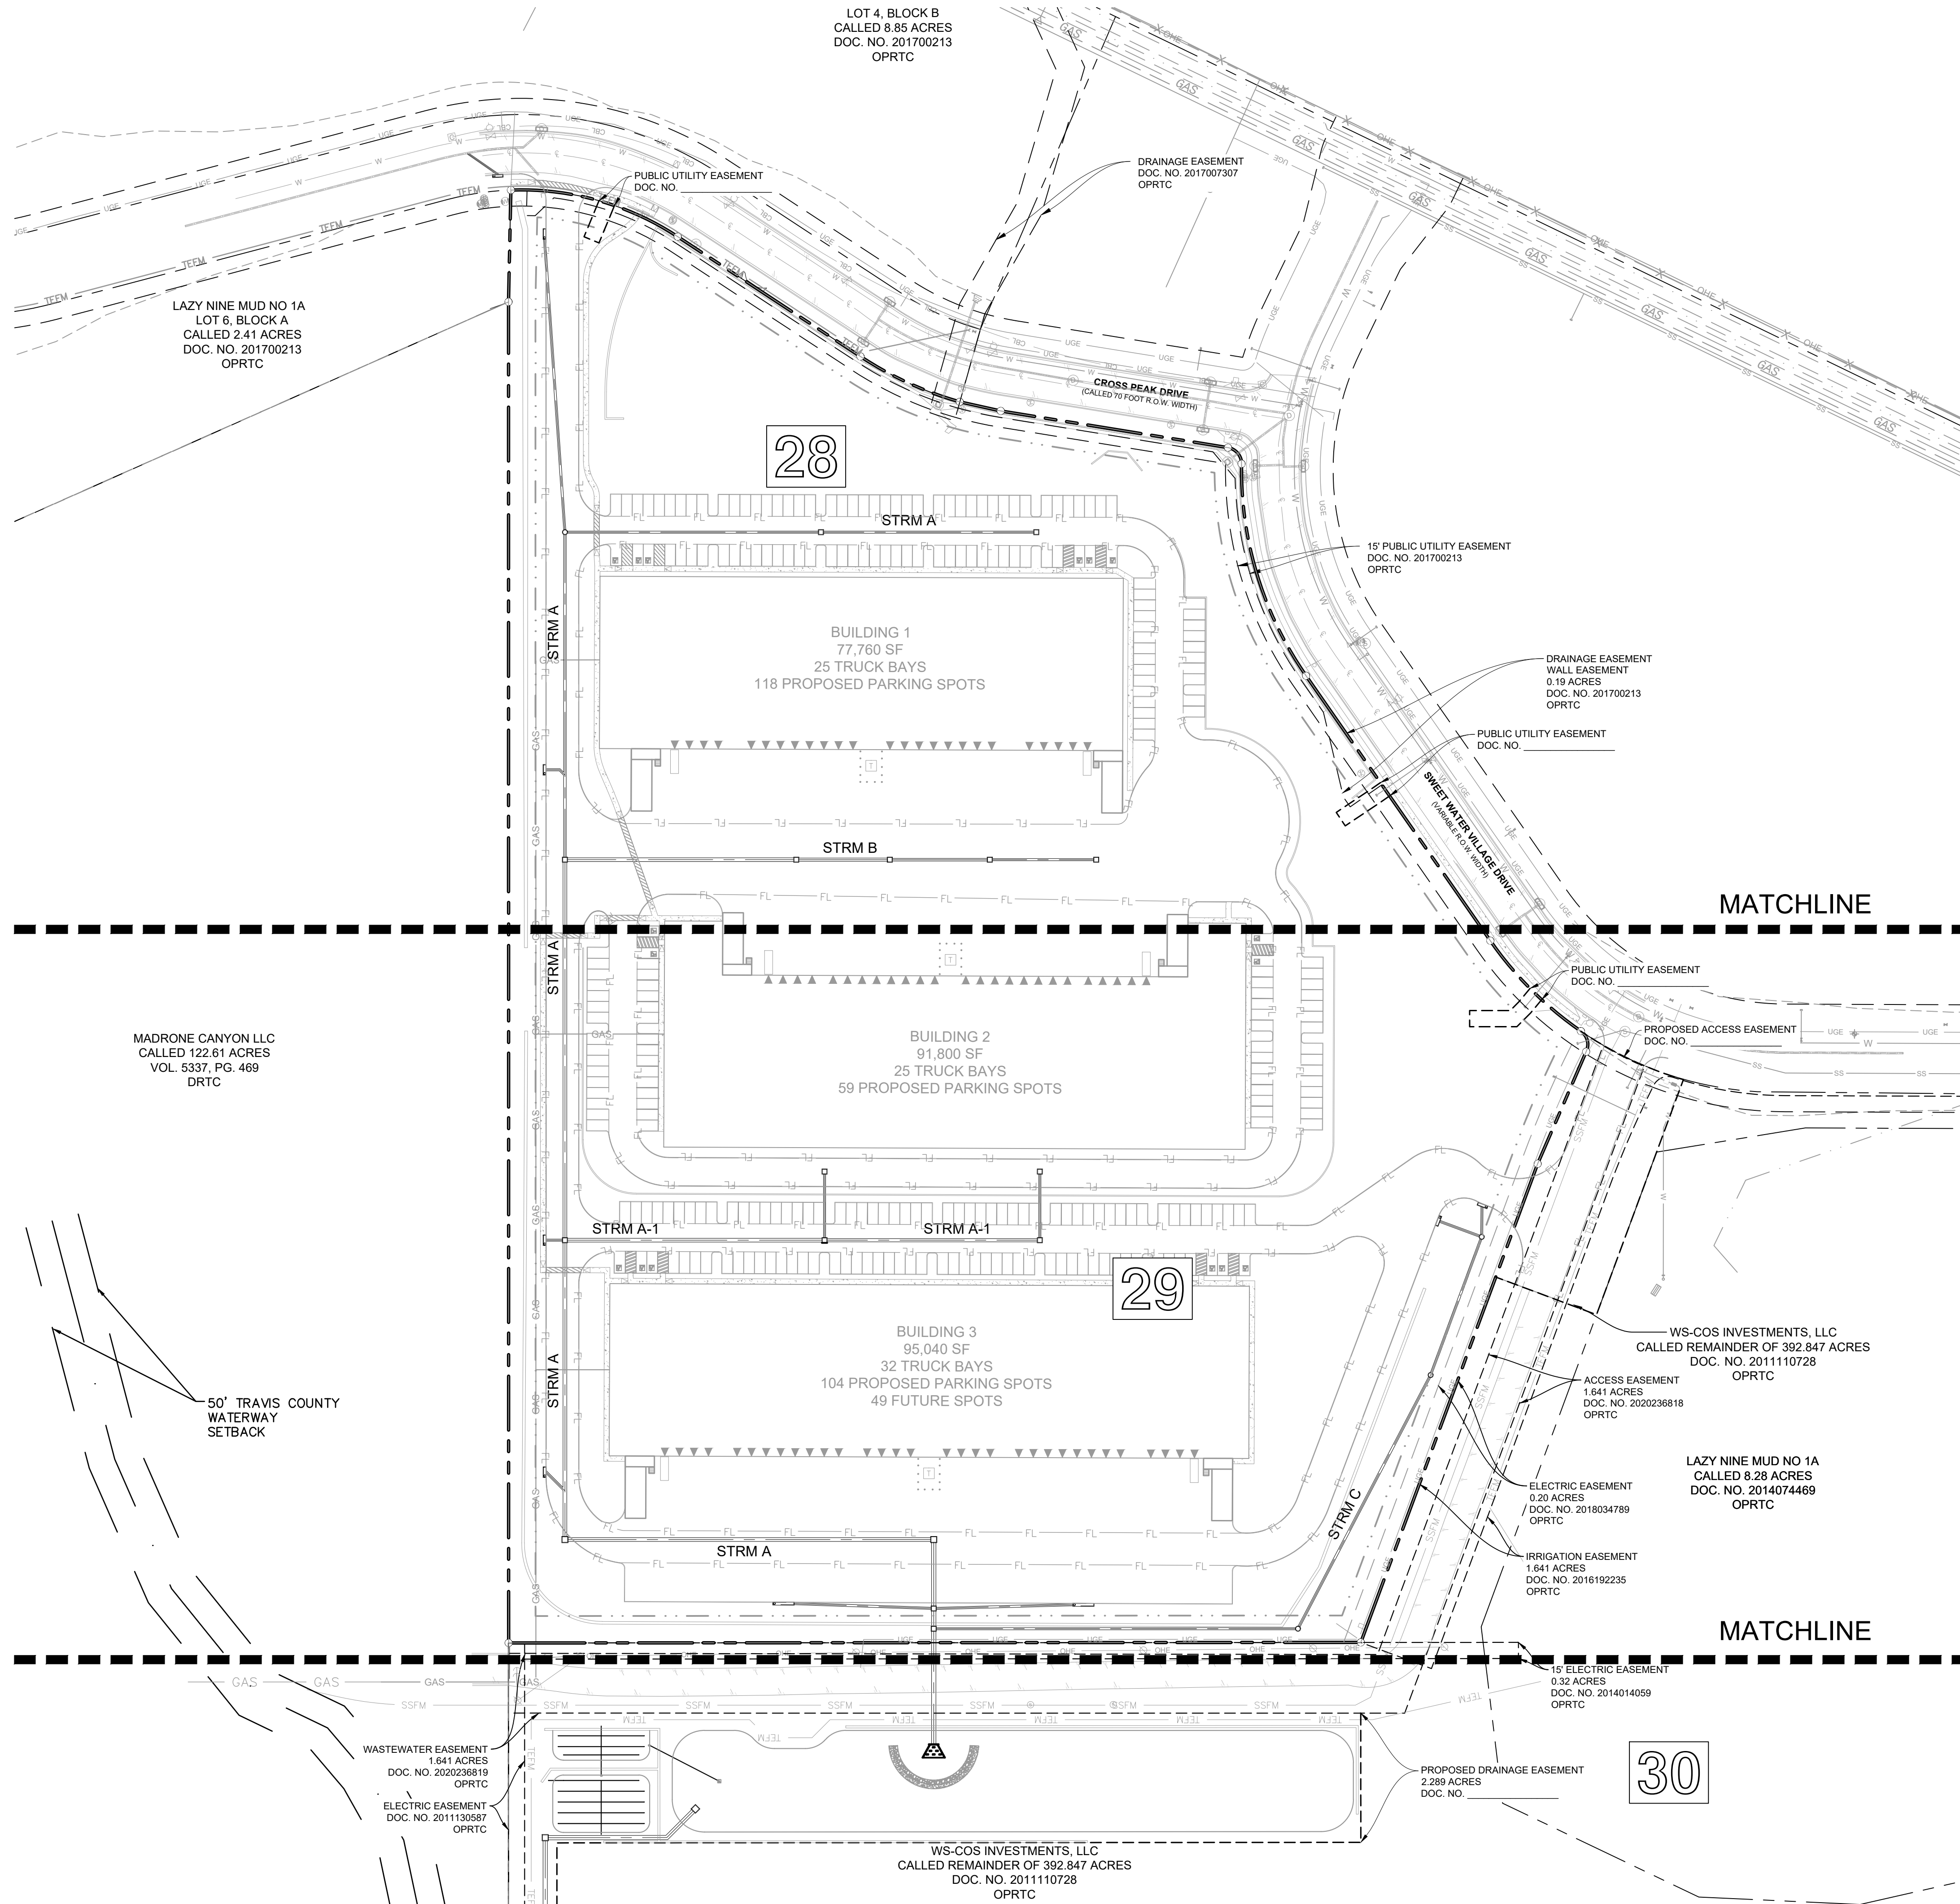 LOT 4, BLOCK B
CALLED 8.85 ACRES
DOC. NO. 201700213
OPRTC
DRAINAGE EASEMENT
DOC. NO. 2017007307
OPRTC
PUBLIC UTILITY EASEMENT
DOC. NO.
LAZY NINE MUD NO 1A
LOT 6, BLOCK A
CALLED 2.41 ACRES
DOC. NO. 201700213
OPRTC
CROSS PEAK DRIVE
(CALLED 70 FOOT R.O.W. WIDTH)
28
STRM A
15' PUBLIC UTILITY EASEMENT
DOC. NO. 201700213
OPRTC
STRM A
BUILDING 1
77,760 SF
25 TRUCK BAYS
118 PROPOSED PARKING SPOTS
DRAINAGE EASEMENT
WALL EASEMENT
0.19 ACRES
DOC. NO. 201700213
OPRTC
PUBLIC UTILITY EASEMENT
DOC. NO.
SWEET WATER VILLAGE DRIVE
(VARIABLE R.O.W. WIDTH)
STRM B
MATCHLINE
STRM A
PUBLIC UTILITY EASEMENT
DOC. NO.
PROPOSED ACCESS EASEMENT
DOC. NO.
MADRONE CANYON LLC
CALLED 122.61 ACRES
VOL. 5337, PG. 469
DRTC
BUILDING 2
91,800 SF
25 TRUCK BAYS
59 PROPOSED PARKING SPOTS
STRM A-1
STRM A-1
29
BUILDING 3
95,040 SF
32 TRUCK BAYS
104 PROPOSED PARKING SPOTS
49 FUTURE SPOTS
STRM A
WS-COS INVESTMENTS, LLC
CALLED REMAINDER OF 392.847 ACRES
DOC. NO. 2011110728
OPRTC
ACCESS EASEMENT
1.641 ACRES
DOC. NO. 2020236818
OPRTC
50' TRAVIS COUNTY
WATERWAY
SETBACK
LAZY NINE MUD NO 1A
CALLED 8.28 ACRES
DOC. NO. 2014074469
OPRTC
ELECTRIC EASEMENT
0.20 ACRES
DOC. NO. 2018034789
OPRTC
STRM C
STRM A
IRRIGATION EASEMENT
1.641 ACRES
DOC. NO. 2016192235
OPRTC
MATCHLINE
15' ELECTRIC EASEMENT
0.32 ACRES
DOC. NO. 2014014059
OPRTC
WASTEWATER EASEMENT
1.641 ACRES
DOC. NO. 2020236819
OPRTC
ELECTRIC EASEMENT
DOC. NO. 2011130587
OPRTC
PROPOSED DRAINAGE EASEMENT
2.289 ACRES
DOC. NO.
30
WS-COS INVESTMENTS, LLC
CALLED REMAINDER OF 392.847 ACRES
DOC. NO. 2011110728
OPRTC